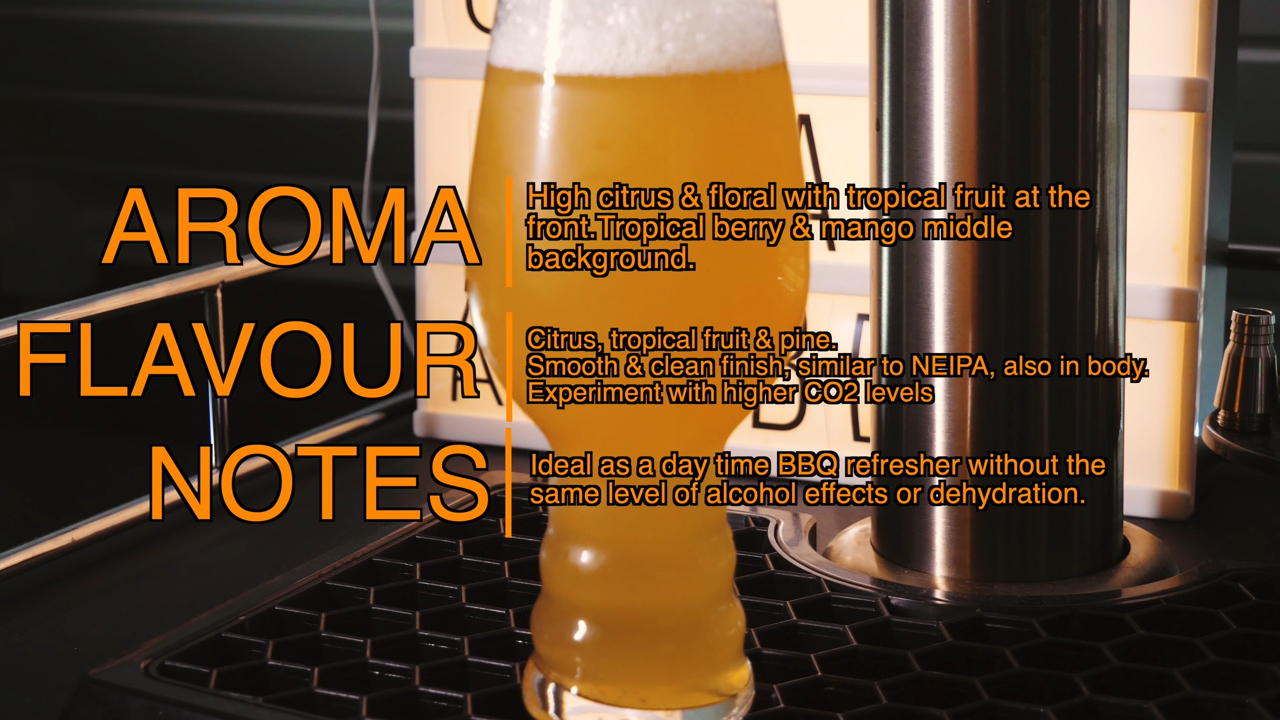 AROMA
High citrus & floral with tropical fruit at the
front.Tropical berry & mango middle
background.
FLAVOUR
Citrus, tropical fruit & pine.
Smooth & clean finish, similar to NEIPA, also in body.
Experiment with higher CO2 levels
NOTES
Ideal as a day time BBQ refresher without the
same level of alcohol effects or dehydration.